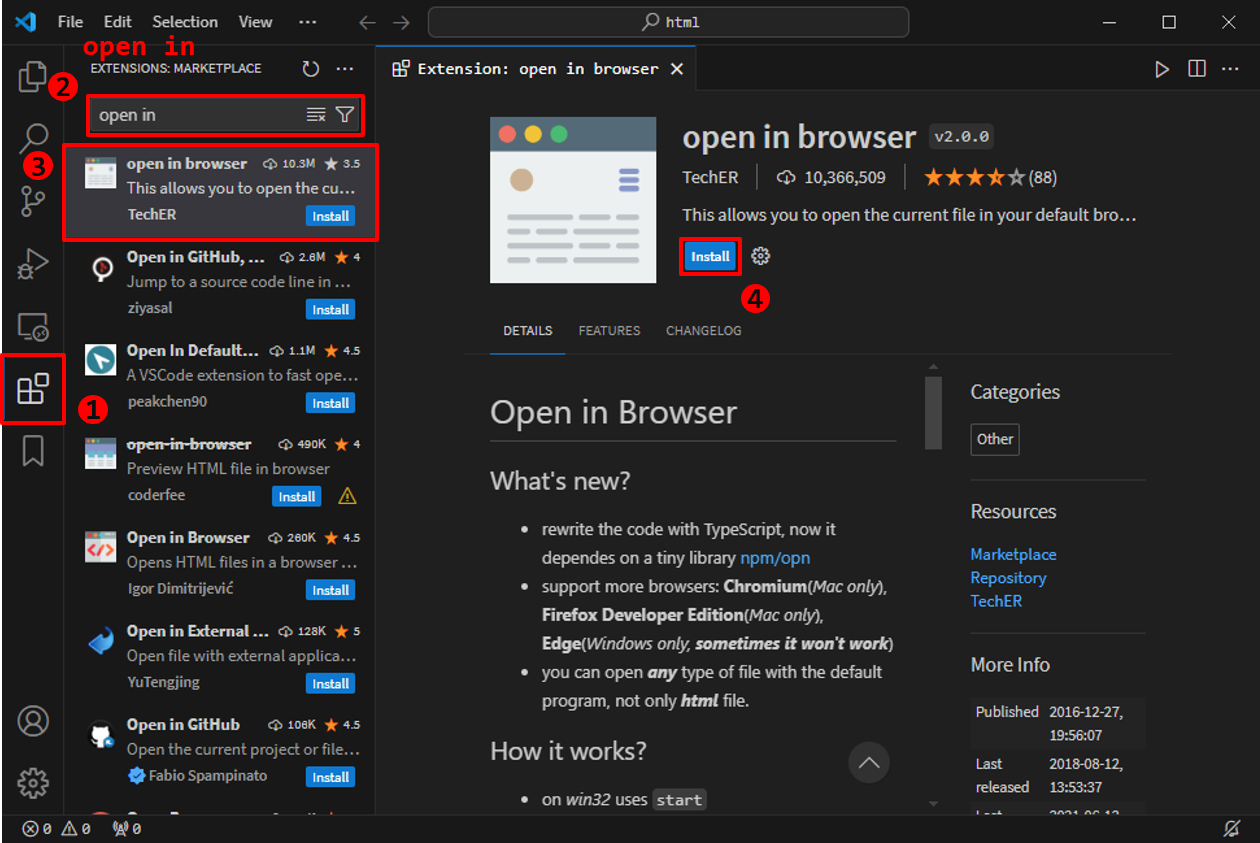 File Edit Selection View ···
html
open in
EXTENSIONS: MARKETPLACE
2
open in
3
open in browser 10.3M 3.5
This allows you to open the cu...
TechER Install
Open in GitHub, ... 2.6M 4
Jump to a source code line in ...
ziyasal Install
Open In Default... 1.1M 4.5
A VSCode extension to fast ope...
peakchen90 Install
1
open-in-browser 490K 4
Preview HTML file in browser
coderfee Install
Open in Browser 260K 4.5
Opens HTML files in a browser ...
Igor Dimitrijević Install
Open in External ... 128K 5
Open file with external applica...
YuTengjing Install
Open in GitHub 106K 4.5
Open the current project or file...
Fabio Spampinato Install
Extension: open in browser
open in browser v2.0.0
TechER 10,366,509 (88)
This allows you to open the current file in your default bro...
Install
4
DETAILS FEATURES CHANGELOG
Open in Browser
What's new?
• rewrite the code with TypeScript, now it
dependes on a tiny library npm/opn
• support more browsers: Chromium(Mac only),
Firefox Developer Edition(Mac only),
Edge(Windows only, sometimes it won't work)
• you can open any type of file with the default
program, not only html file.
How it works?
• on win32 uses start
Categories
Other
Resources
Marketplace
Repository
TechER
More Info
Published 2016-12-27,
19:56:07
Last 2018-08-12,
released 13:53:37
0 0 0